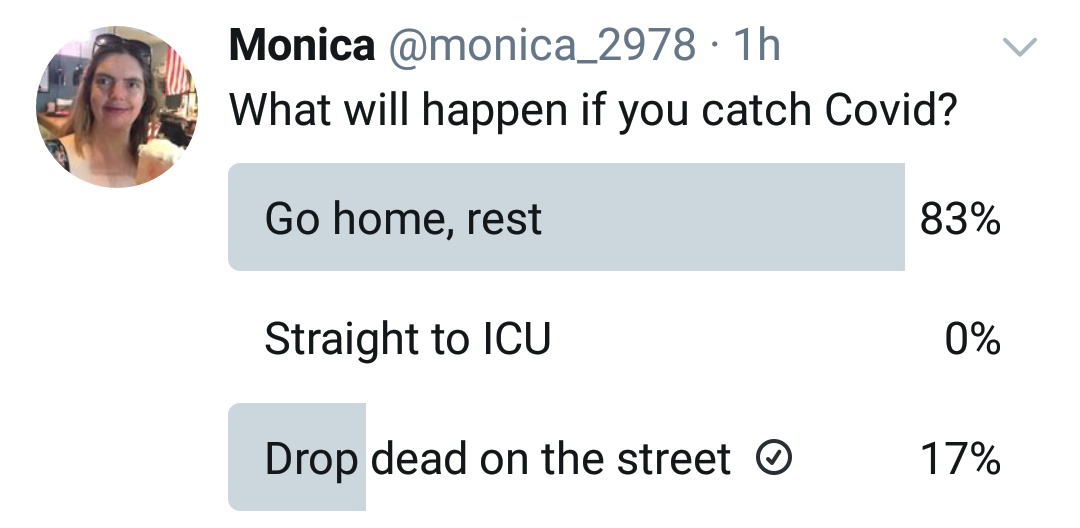 Monica @monica_2978 · 1h
What will happen if you catch Covid?
Go home, rest 83%
Straight to ICU 0%
Drop dead on the street 17%